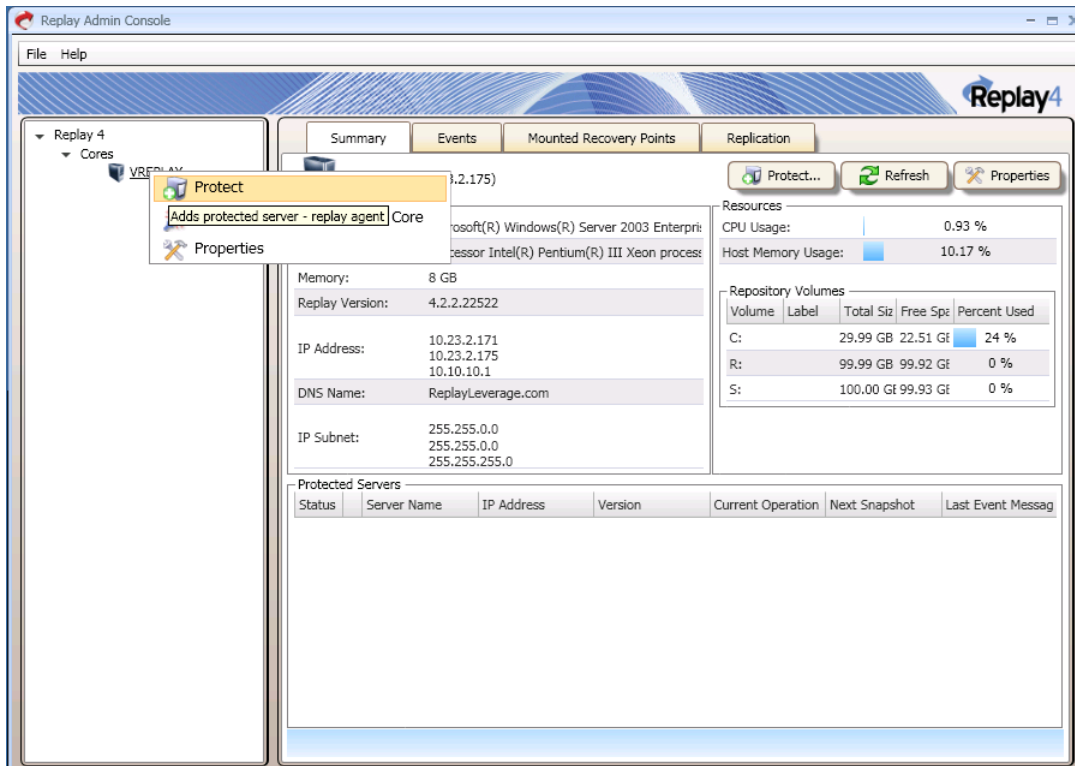 Replay Admin Console
File Help
Replay4
Replay 4
Cores
VREPLAY
Protect
Adds protected server - replay agent Core
Properties
Summary Events Mounted Recovery Points Replication
3.2.175)
Protect... Refresh Properties
rosoft(R) Windows(R) Server 2003 Enterpri
cessor Intel(R) Pentium(R) III Xeon process
Memory: 8 GB
Replay Version: 4.2.2.22522
IP Address: 10.23.2.171
10.23.2.175
10.10.10.1
DNS Name: ReplayLeverage.com
IP Subnet: 255.255.0.0
255.255.0.0
255.255.255.0
Resources
CPU Usage: 0.93 %
Host Memory Usage: 10.17 %
Repository Volumes
Volume Label Total Siz Free Spa Percent Used
C: 29.99 GB 22.51 GE 24 %
R: 99.99 GB 99.92 GE 0 %
S: 100.00 GE 99.93 GE 0 %
Protected Servers
Status Server Name IP Address Version Current Operation Next Snapshot Last Event Messag